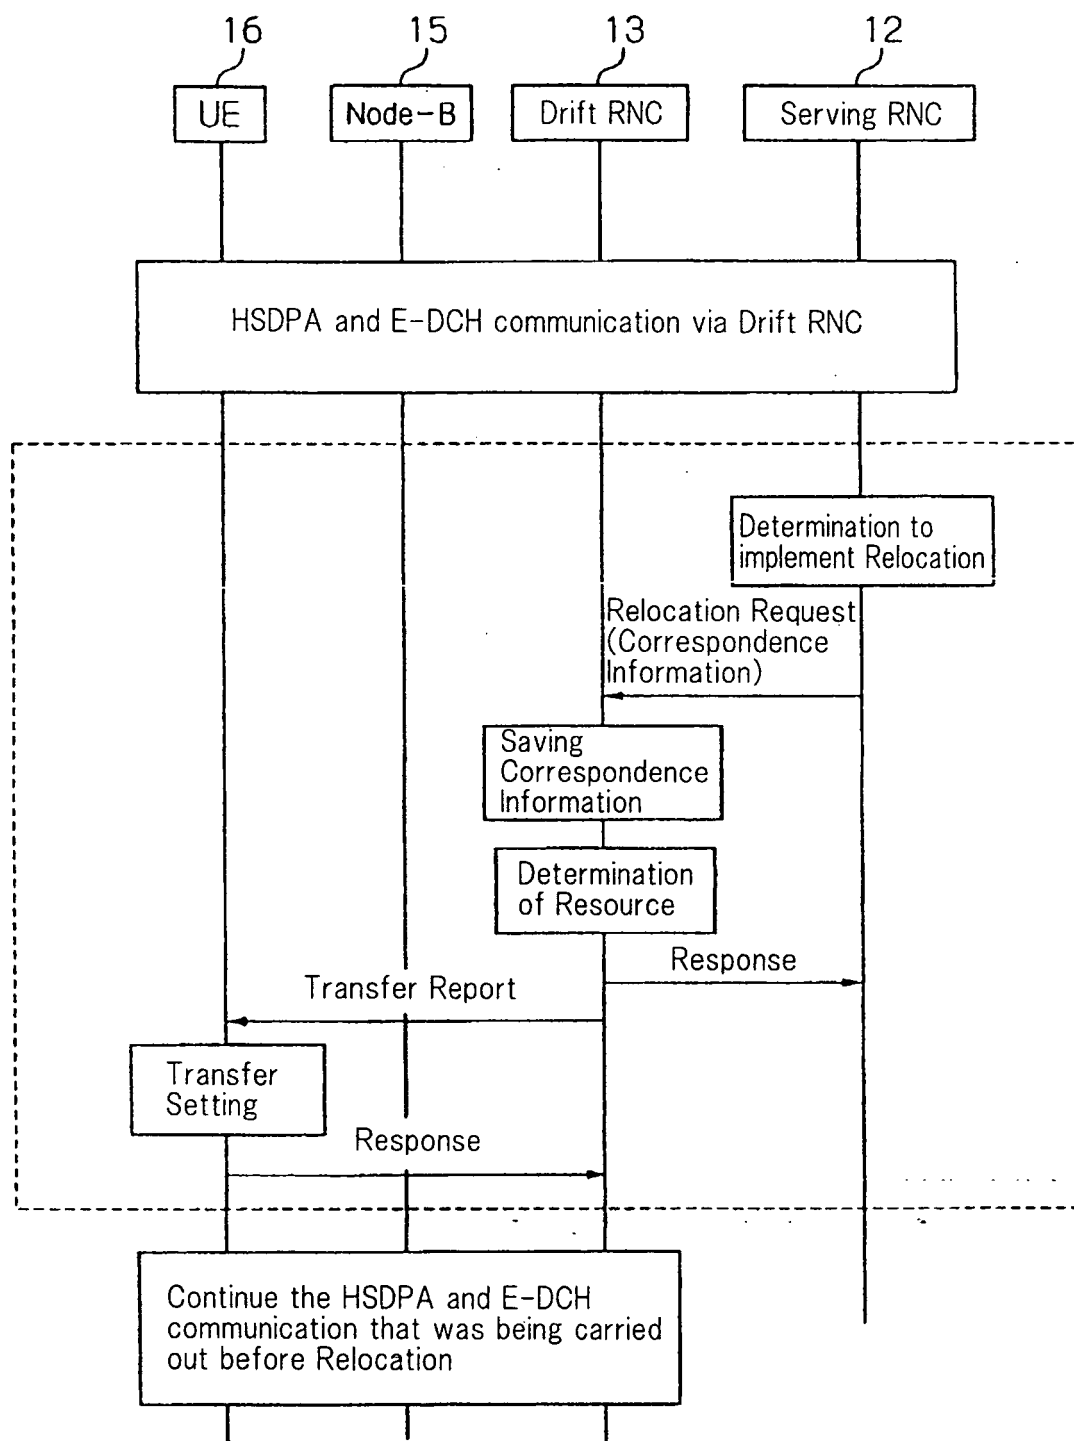 16
15
13
12
UE
Node-B
Drift RNC
Serving RNC
HSDPA and E-DCH communication via Drift RNC
Determination to
implement Relocation
Relocation Request
(Correspondence
Information)
Saving
Correspondence
Information
Determination
of Resource
Response
Transfer Report
Transfer
Setting
Response
Continue the HSDPA and E-DCH
communication that was being carried
out before Relocation